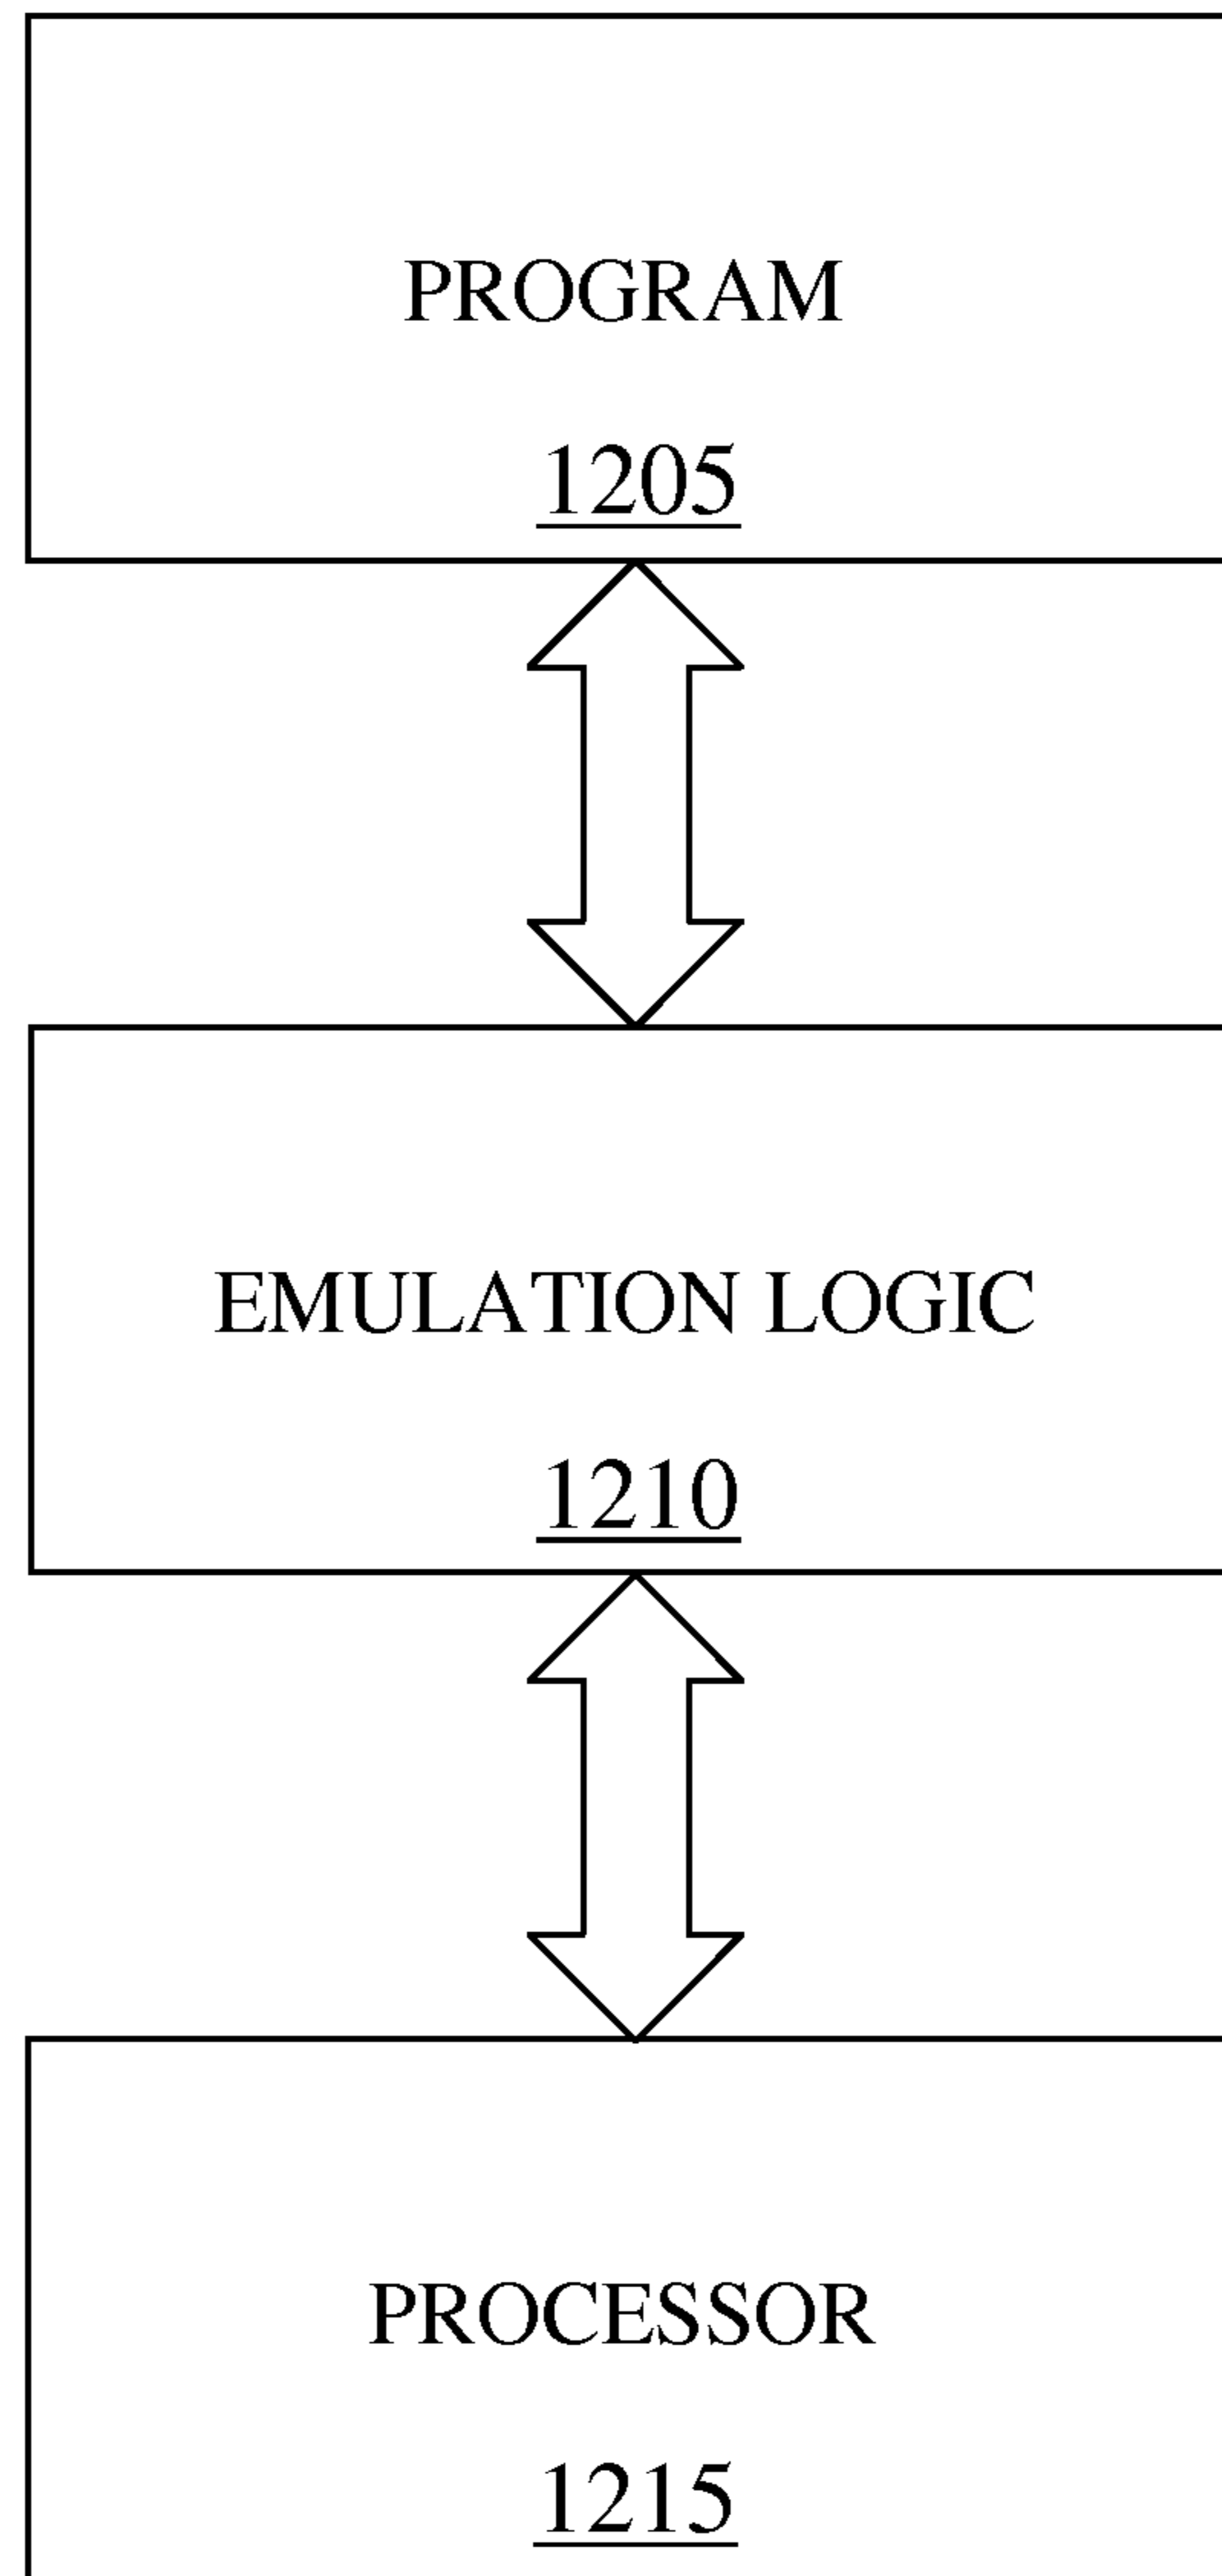 PROGRAM
1205
EMULATION LOGIC
1210
PROCESSOR
1215